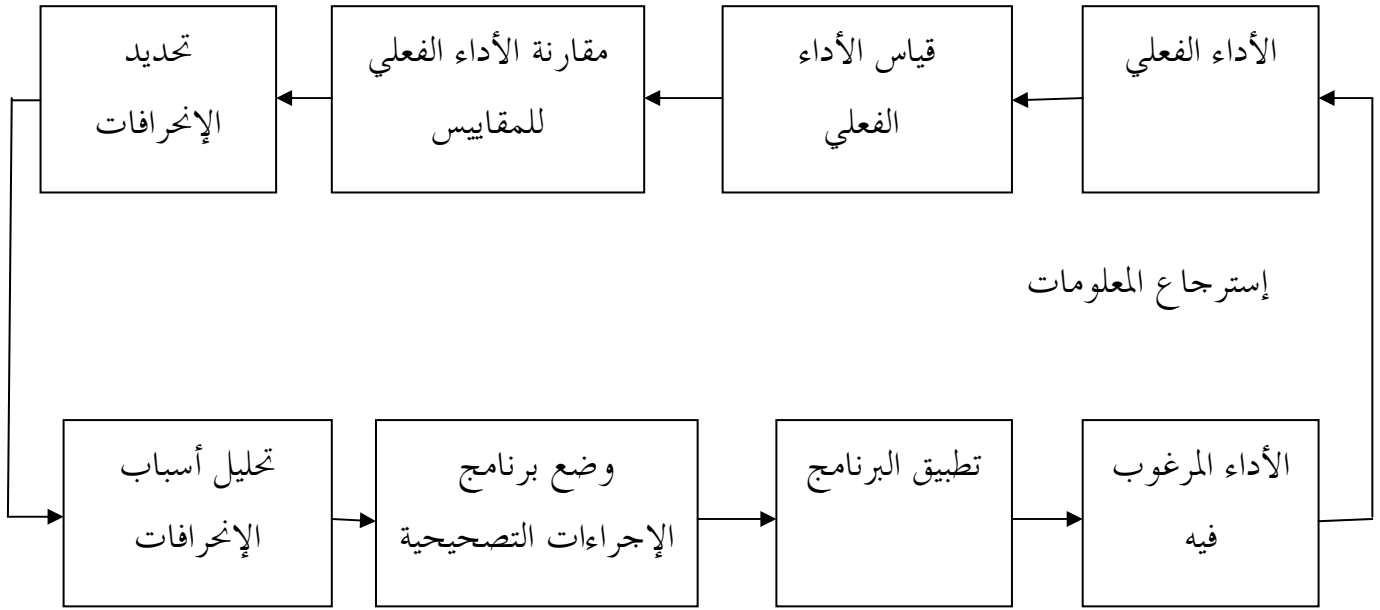 الأداء الفعلي
قياس الأداء
الفعلي
مقارنة الأداء الفعلي
للمقاييس
تحديد
الإنحرافات
إسترجاع المعلومات
تحليل أسباب
الإنحرافات
وضع برنامج
الإجراءات التصحيحية
تطبيق البرنامج
الأداء المرغوب
فيه